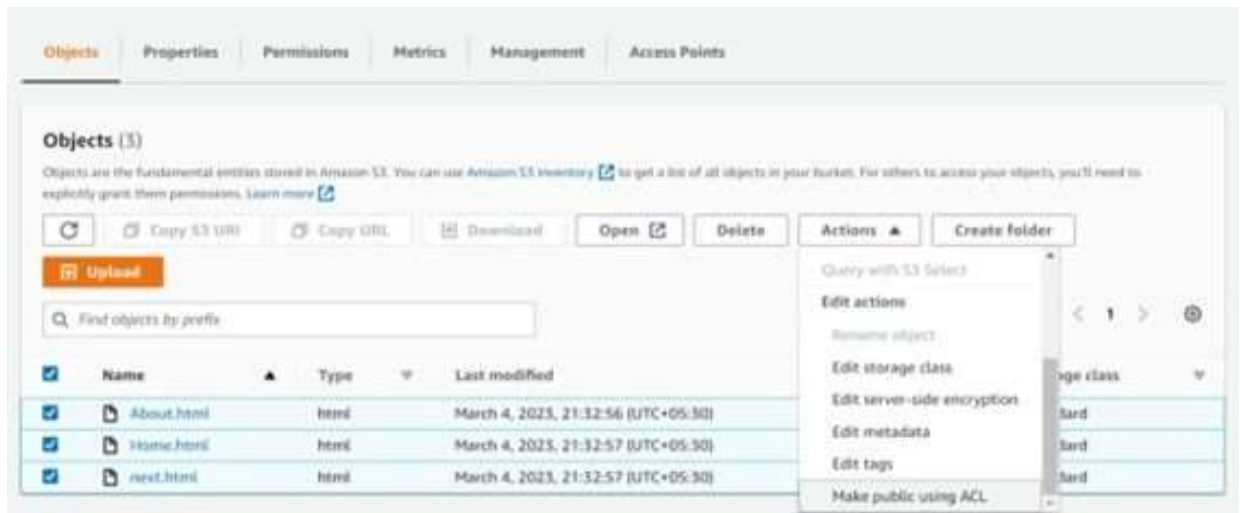 Objects Properties Permissions Metrics Management Access Points
Objects (3)
Objects are the fundamental entities stored in Amazon S3. You can use Amazon S3 Inventory to get a list of all objects in your bucket. For others to access your objects, you'll need to
explicitly grant them permissions. Learn more
Copy S3 URI Copy URL Download Open Delete Actions Create folder
Upload
Query with S3 Select
Edit actions
Find objects by prefix
1
Rename object
Edit storage class
Name Type Last modified age class
Edit server-side encryption
About.html html March 4, 2023, 21:32:56 (UTC+05:30) dard
Edit metadata
Home.html html March 4, 2023, 21:32:57 (UTC+05:30) dard
Edit tags
next.html html March 4, 2023, 21:32:57 (UTC+05:30) dard
Make public using ACL